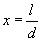 x = l/d